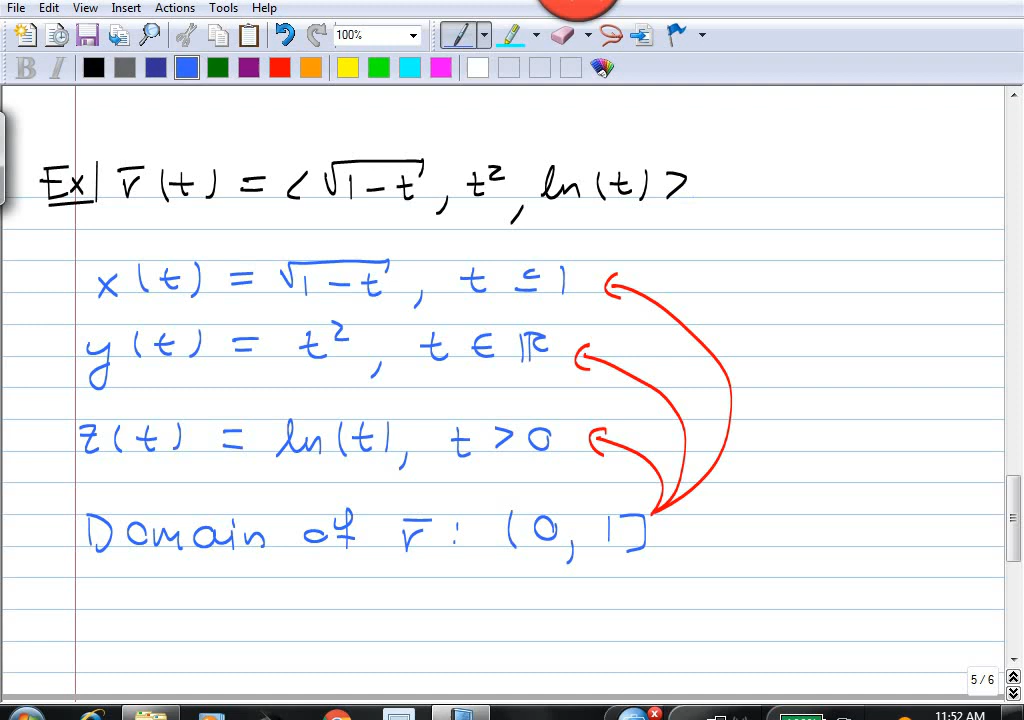 File Edit View Insert Actions Tools Help
100%
B I
Ex| r̅(t) = < √1-t, t², ln(t) >
x(t) = √1-t, t ≤ 1
y(t) = t², t ∈ ℝ
z(t) = ln(t), t > 0
Domain of r̅ : (0, 1]
5 / 6
11:52 AM